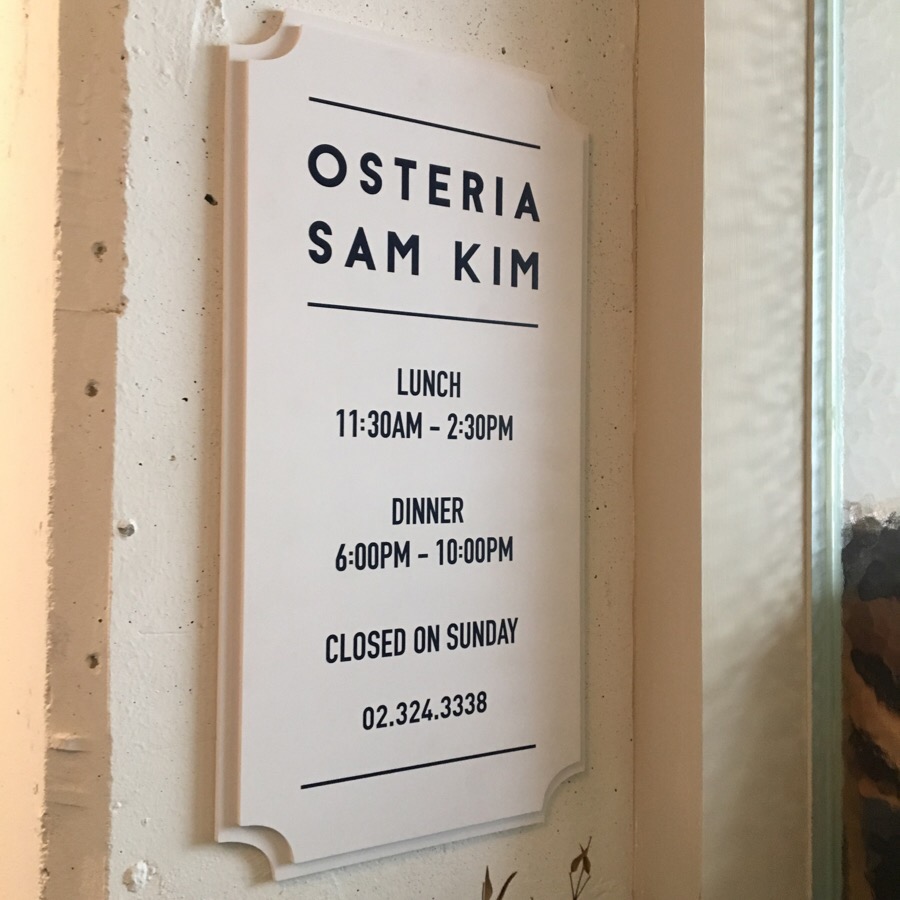 OSTERIA
SAM KIM
LUNCH
11:30AM - 2:30PM
DINNER
6:00PM - 10:00PM
CLOSED ON SUNDAY
02.324.3338